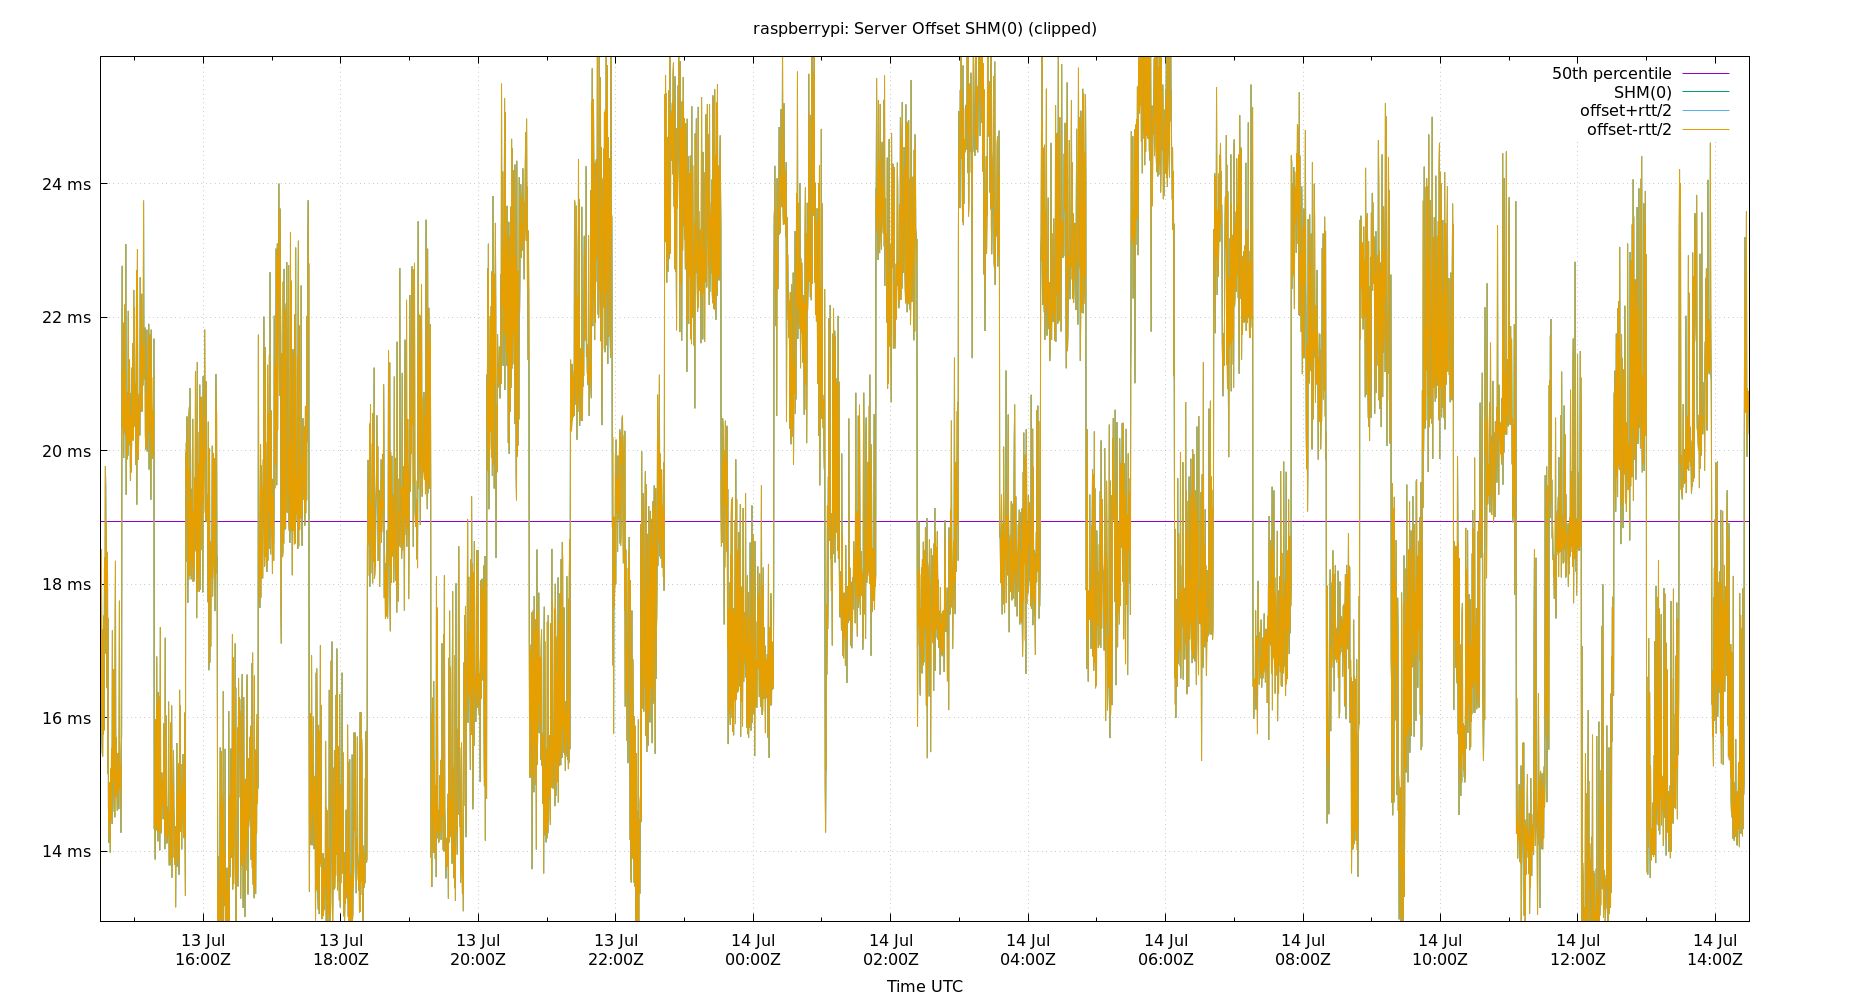 raspberrypi: Server Offset SHM(0) (clipped)
50th percentile
SHM(0)
offset+rtt/2
offset-rtt/2
24 ms
22 ms
20 ms
18 ms
16 ms
14 ms
13 Jul 13 Jul 13 Jul 13 Jul 14 Jul 14 Jul 14 Jul 14 Jul 14 Jul 14 Jul 14 Jul 14 Jul
16:00Z 18:00Z 20:00Z 22:00Z 00:00Z 02:00Z 04:00Z 06:00Z 08:00Z 10:00Z 12:00Z 14:00Z
Time UTC